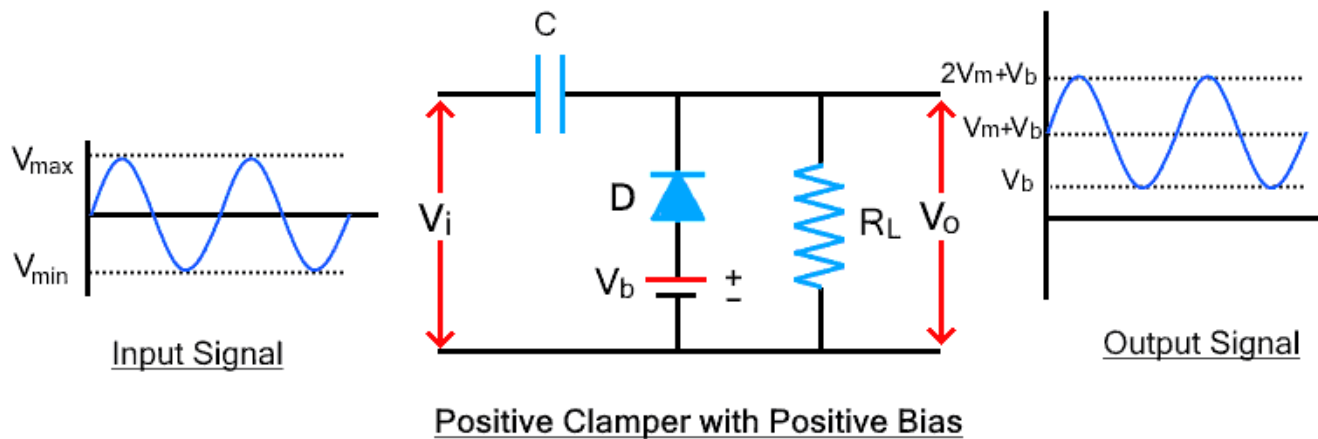 Vmax
Vmin
Input Signal
C
Vi
D
Vb
+
−
RL
Vo
2Vm+Vb
Vm+Vb
Vb
Output Signal
Positive Clamper with Positive Bias